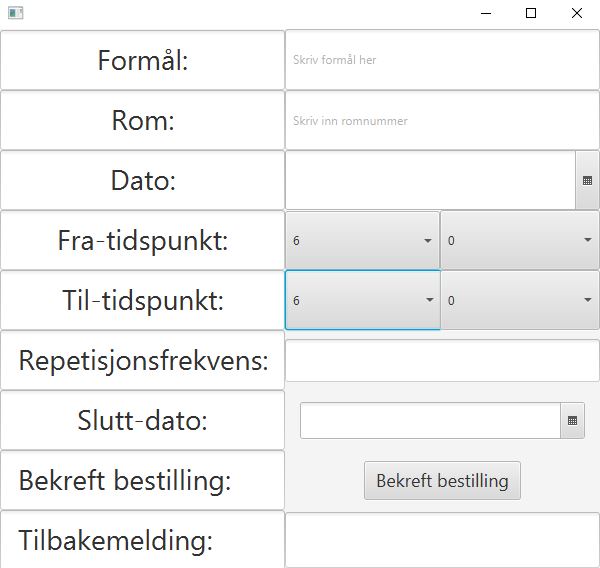 Formål:
Skriv formål her
Rom:
Skriv inn romnummer
Dato:
Fra-tidspunkt:
6
0
Til-tidspunkt:
6
0
Repetisjonsfrekvens:
Slutt-dato:
Bekreft bestilling:
Bekreft bestilling
Tilbakemelding: